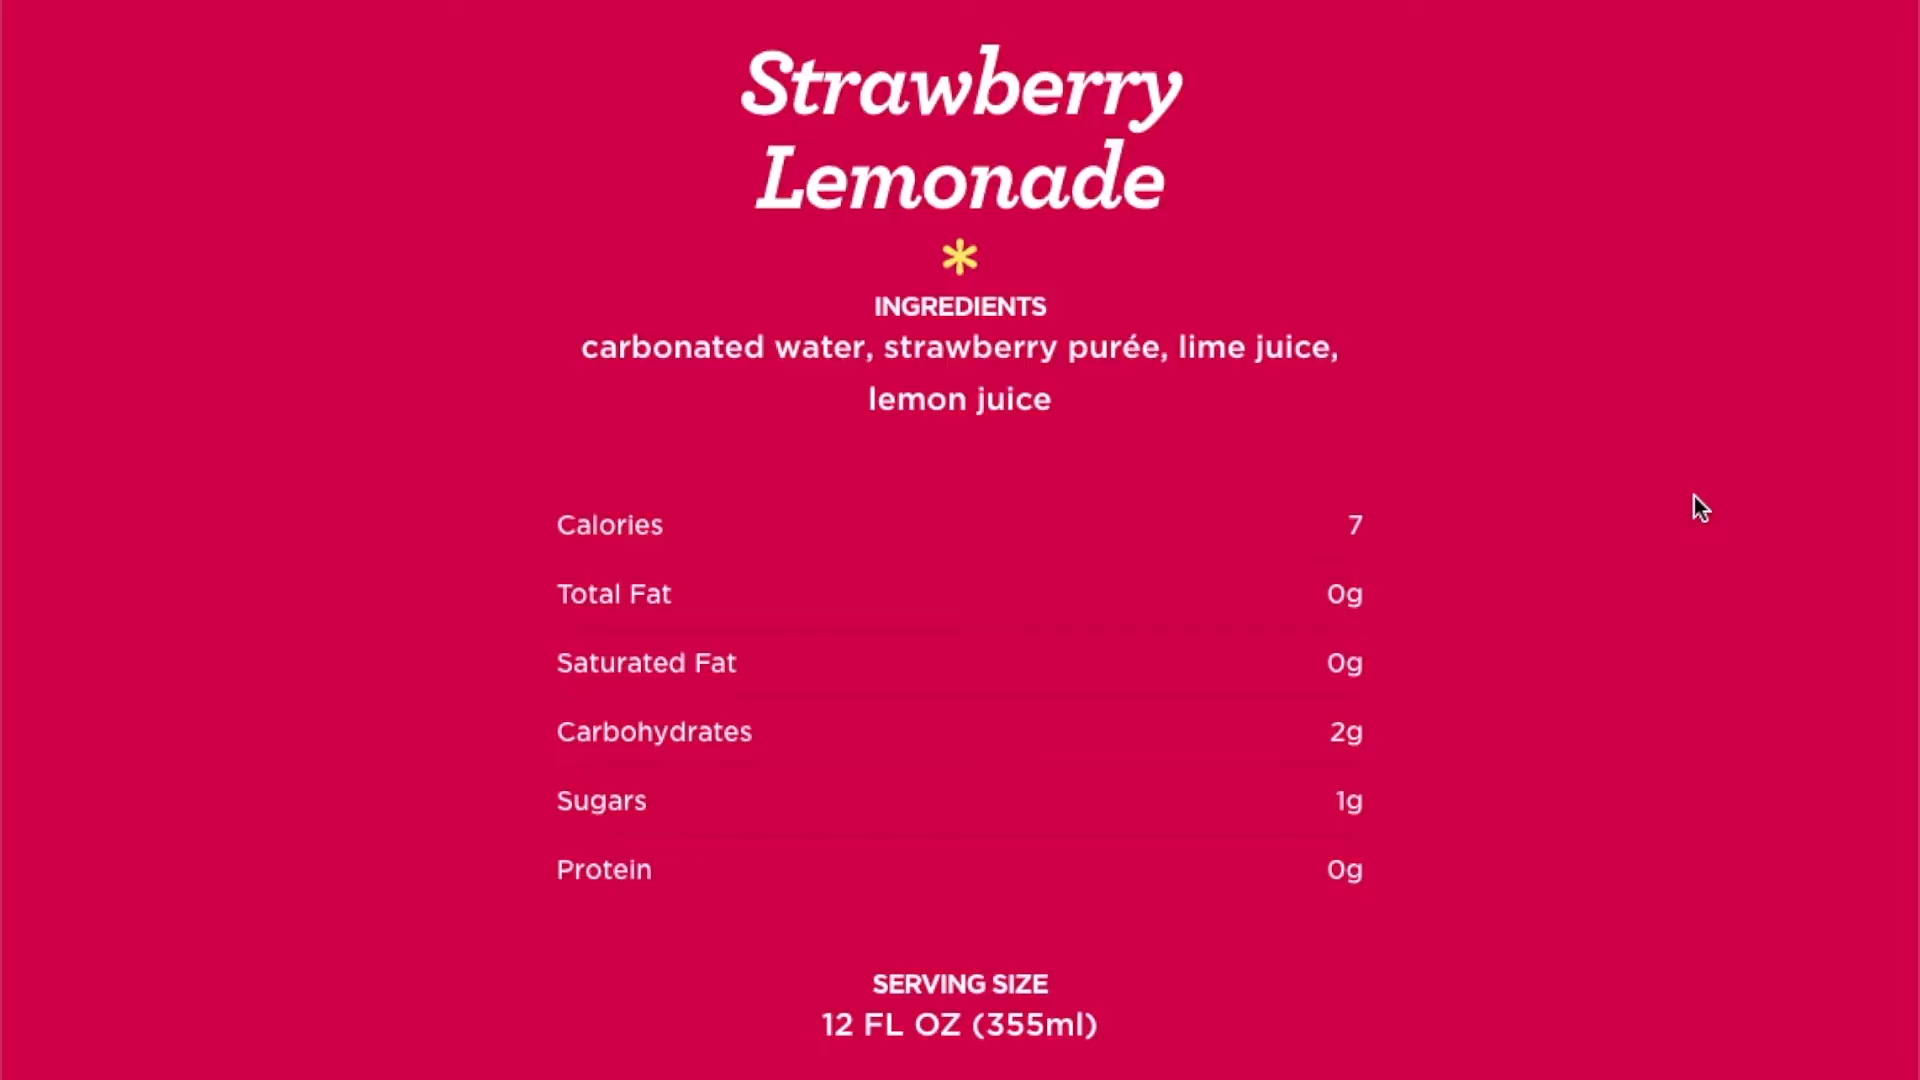 Strawberry
Lemonade
*
INGREDIENTS
carbonated water, strawberry purée, lime juice,
lemon juice
Calories 7
Total Fat 0g
Saturated Fat 0g
Carbohydrates 2g
Sugars 1g
Protein 0g
SERVING SIZE
12 FL OZ (355ml)